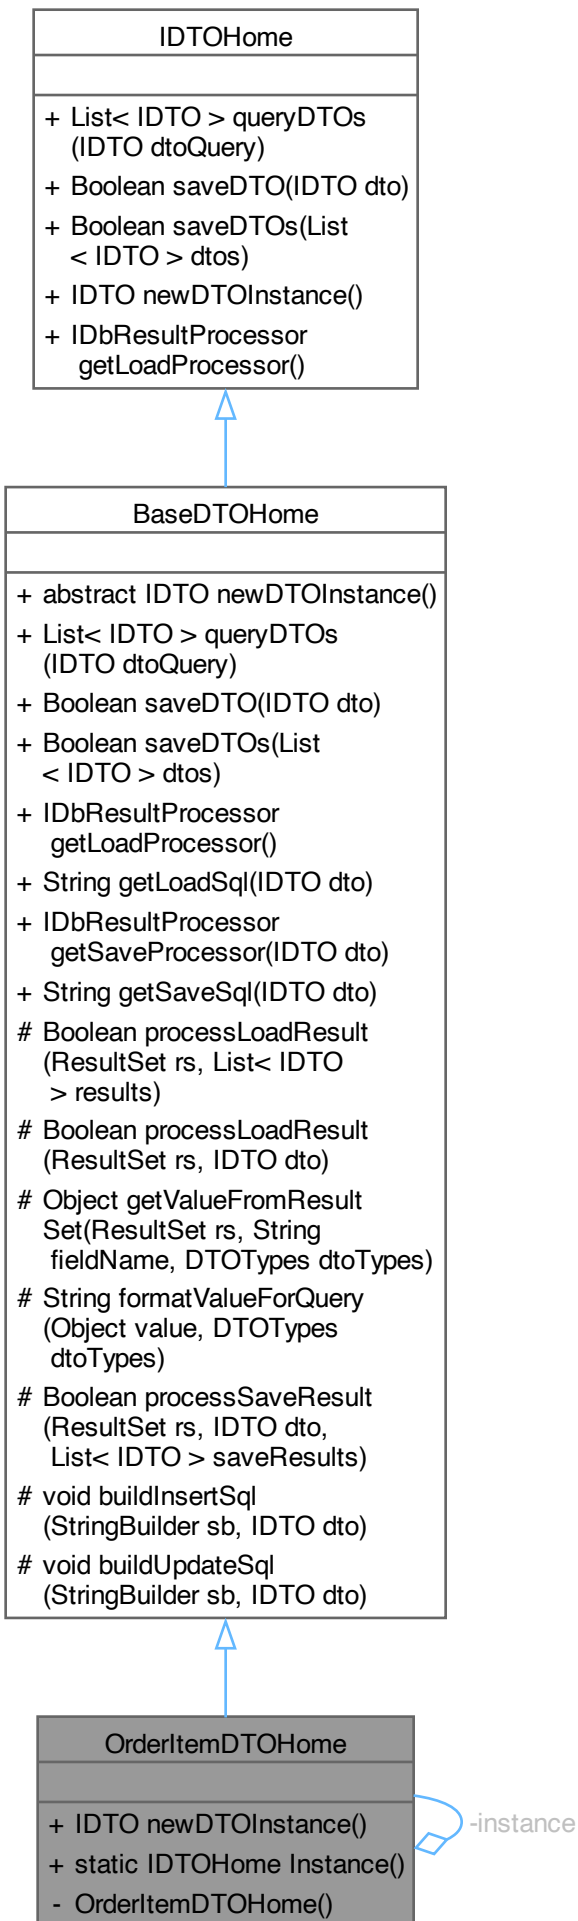 IDTOHome
+ List< IDTO > queryDTOs
(IDTO dtoQuery)
+ Boolean saveDTO(IDTO dto)
+ Boolean saveDTOs(List
< IDTO > dtos)
+ IDTO newDTOInstance()
+ IDbResultProcessor
getLoadProcessor()
BaseDTOHome
+ abstract IDTO newDTOInstance()
+ List< IDTO > queryDTOs
(IDTO dtoQuery)
+ Boolean saveDTO(IDTO dto)
+ Boolean saveDTOs(List
< IDTO > dtos)
+ IDbResultProcessor
getLoadProcessor()
+ String getLoadSql(IDTO dto)
+ IDbResultProcessor
getSaveProcessor(IDTO dto)
+ String getSaveSql(IDTO dto)
# Boolean processLoadResult
(ResultSet rs, List< IDTO
> results)
# Boolean processLoadResult
(ResultSet rs, IDTO dto)
# Object getValueFromResult
Set(ResultSet rs, String
fieldName, DTOTypes dtoTypes)
# String formatValueForQuery
(Object value, DTOTypes
dtoTypes)
# Boolean processSaveResult
(ResultSet rs, IDTO dto,
List< IDTO > saveResults)
# void buildInsertSql
(StringBuilder sb, IDTO dto)
# void buildUpdateSql
(StringBuilder sb, IDTO dto)
OrderItemDTOHome
+ IDTO newDTOInstance()
-instance
+ static IDTOHome Instance()
- OrderItemDTOHome()